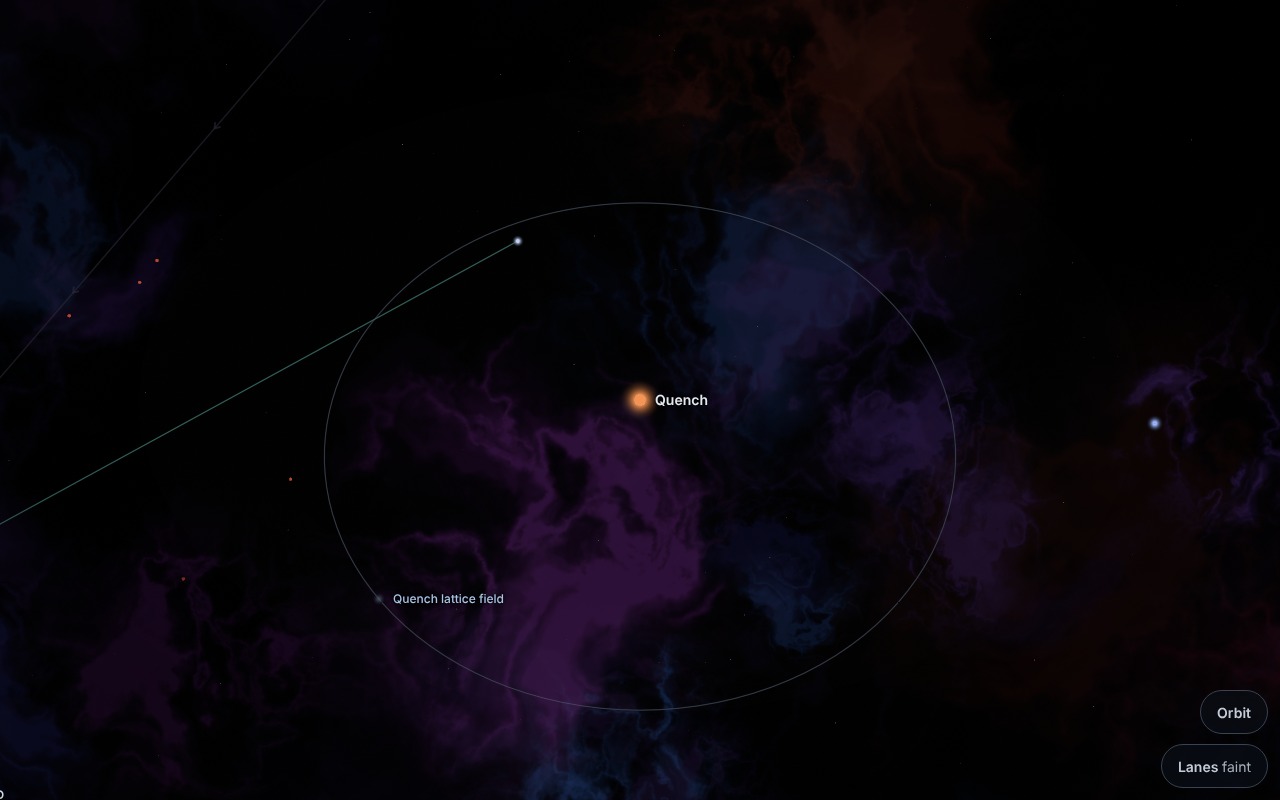 Quench
Quench lattice field
Orbit
Lanes faint